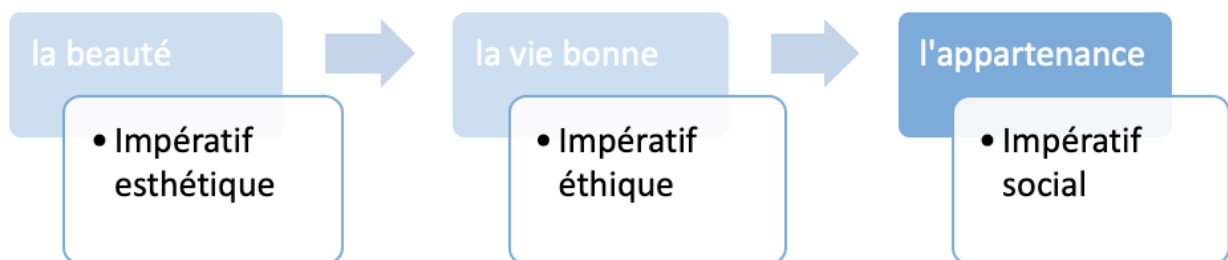 la beauté
• Impératif
esthétique
la vie bonne
• Impératif
éthique
l'appartenance
• Impératif
social